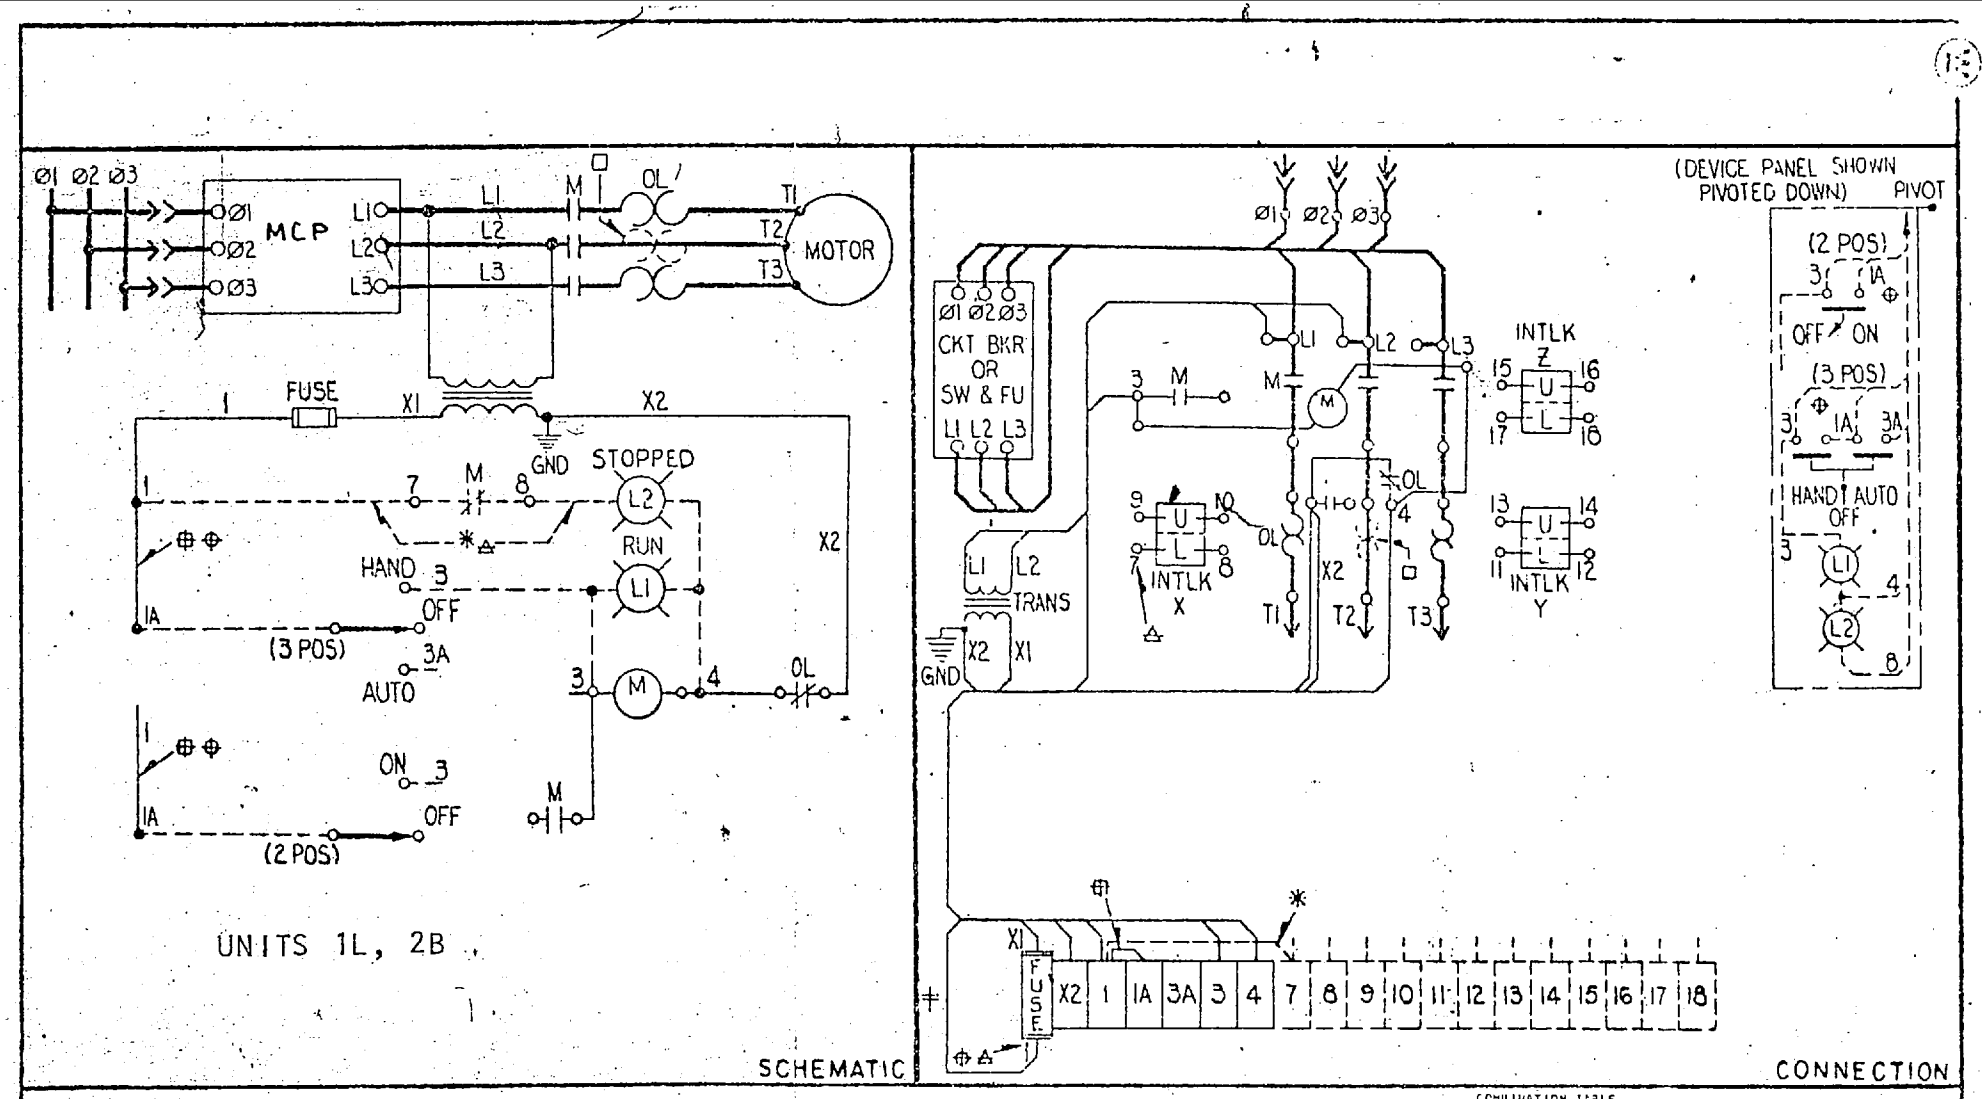 Ø1 Ø2 Ø3
Ø1
Ø2
Ø3
MCP
L1
L2
L3
L1
L2
L3
M
OL
T1
T2
T3
MOTOR
1
FUSE
X1
X2
GND
STOPPED
1
7
M
8
L2
RUN
L1
X2
HAND
3
OFF
1A
(3 POS)
3A
AUTO
3
M
4
OL
1
ON
3
OFF
1A
(2 POS)
M
UNITS 1L, 2B
SCHEMATIC
Ø1 Ø2 Ø3
Ø1 Ø2 Ø3
CKT BKR
OR
SW & FU
L1 L2 L3
L1
L2
L3
3
M
M
M
OL
9
U
10
7
L
8
INTLK
X
OL
4
X2
T1
T2
T3
L1
L2
TRANS
X2
X1
GND
INTLK
Z
15
U
16
17
L
18
13
U
14
11
L
12
INTLK
Y
(DEVICE PANEL SHOWN
PIVOTED DOWN)
PIVOT
(2 POS)
3
1A
OFF
ON
(3 POS)
3
1A
3A
HAND
AUTO
OFF
3
L1
4
L2
8
X1
FUSE
X2 1 1A 3A 3 4 7 8 9 10 11 12 13 14 15 16 17 18
CONNECTION